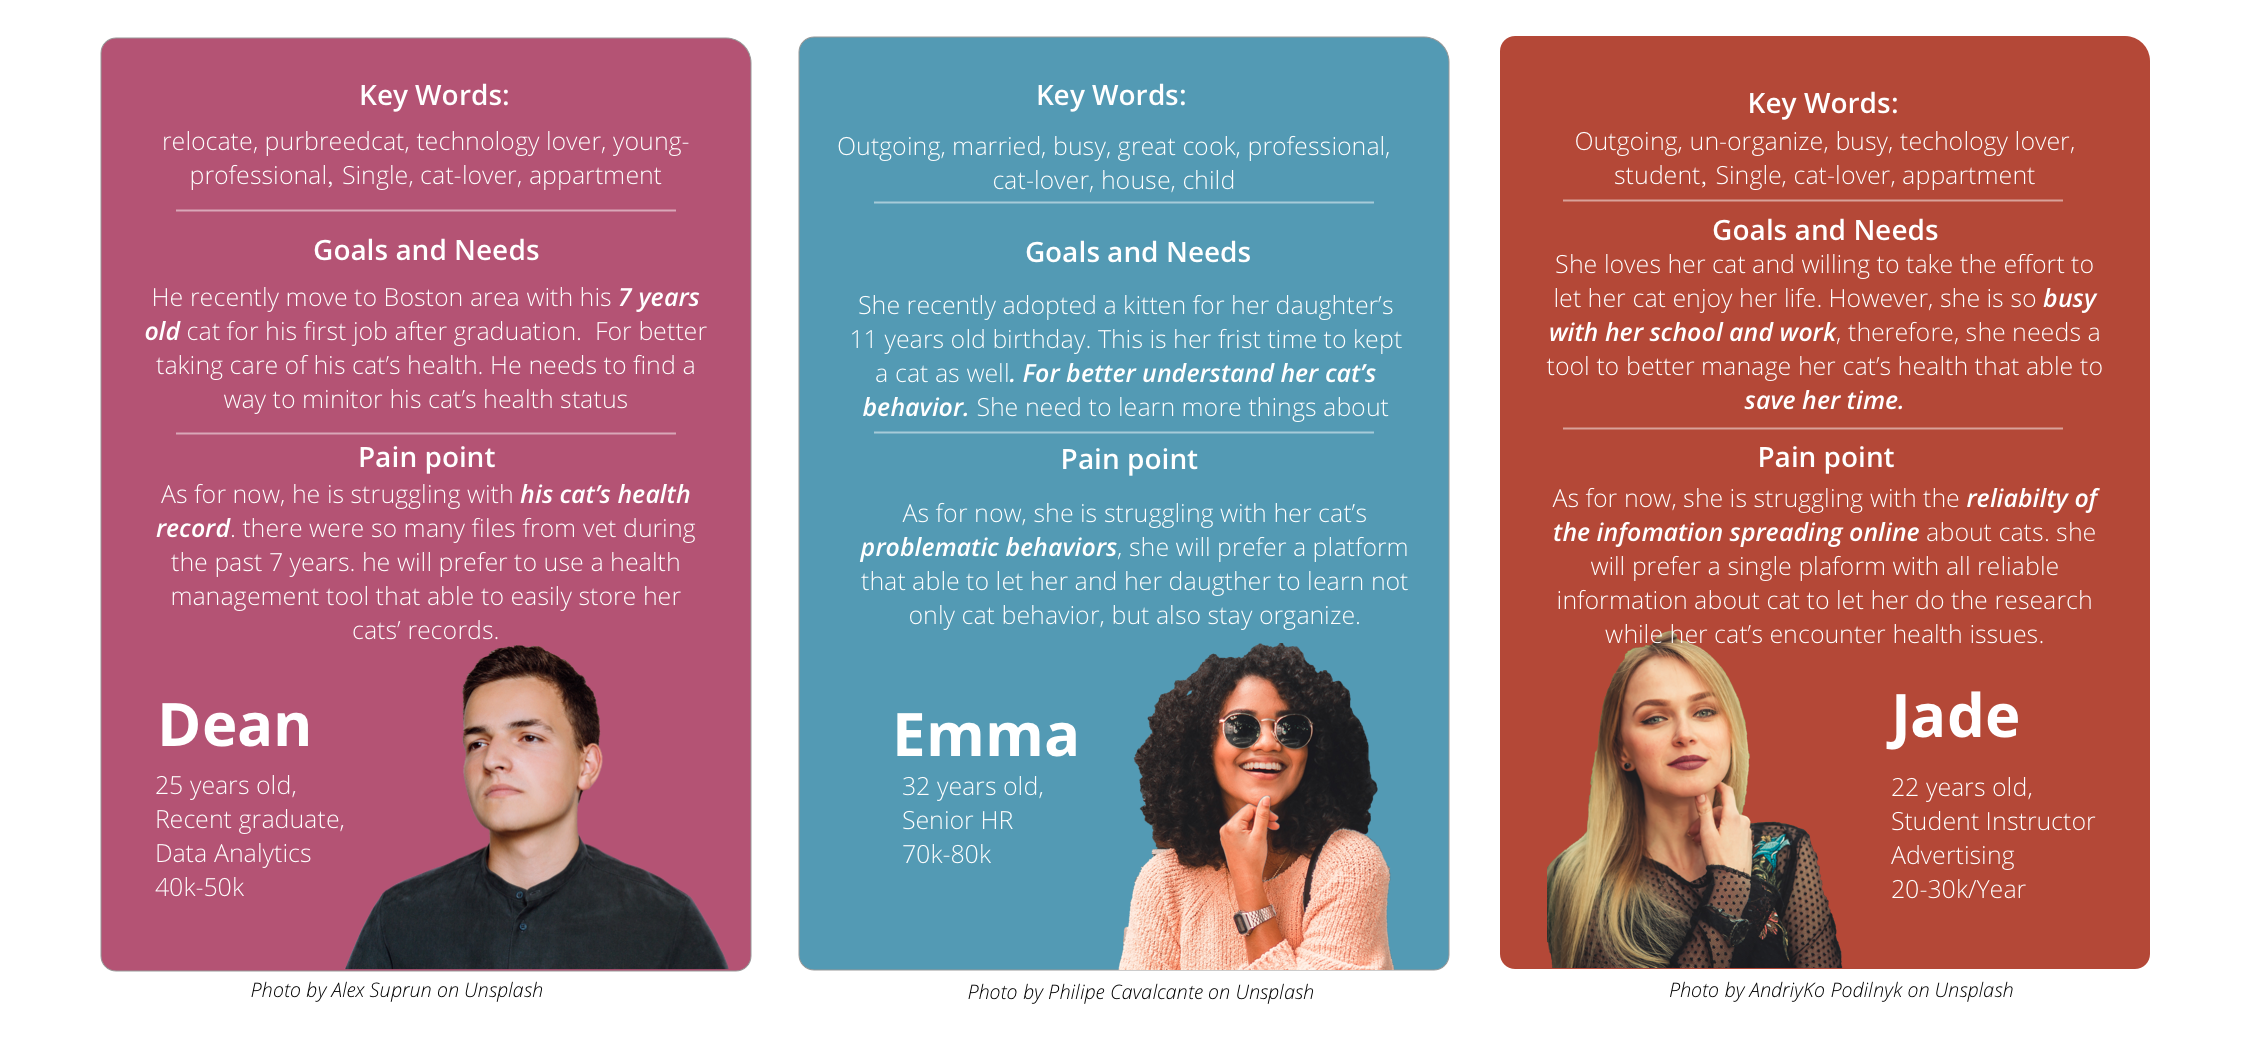 Key Words:
relocate, purbreedcat, technology lover, young-
professional, Single, cat-lover, appartment
Goals and Needs
He recently move to Boston area with his 7 years
old cat for his first job after graduation.  For better
taking care of his cat’s health. He needs to find a
way to minitor his cat’s health status
Pain point
As for now, he is struggling with his cat’s health
record. there were so many files from vet during
the past 7 years. he will prefer to use a health
management tool that able to easily store her
cats’ records.
Dean
25 years old,
Recent graduate,
Data Analytics
40k-50k
Photo by Alex Suprun on Unsplash
Key Words:
Outgoing, married, busy, great cook, professional,
cat-lover, house, child
Goals and Needs
She recently adopted a kitten for her daughter’s
11 years old birthday. This is her frist time to kept
a cat as well. For better understand her cat’s
behavior. She need to learn more things about
Pain point
As for now, she is struggling with her cat’s
problematic behaviors, she will prefer a platform
that able to let her and her daugther to learn not
only cat behavior, but also stay organize.
Emma
32 years old,
Senior HR
70k-80k
Photo by Philipe Cavalcante on Unsplash
Key Words:
Outgoing, un-organize, busy, techology lover,
student, Single, cat-lover, appartment
Goals and Needs
She loves her cat and willing to take the effort to
let her cat enjoy her life. However, she is so busy
with her school and work, therefore, she needs a
tool to better manage her cat’s health that able to
save her time.
Pain point
As for now, she is struggling with the reliabilty of
the infomation spreading online about cats. she
will prefer a single plaform with all reliable
information about cat to let her do the research
while her cat’s encounter health issues.
Jade
22 years old,
Student Instructor
Advertising
20-30k/Year
Photo by AndriyKo Podilnyk on Unsplash